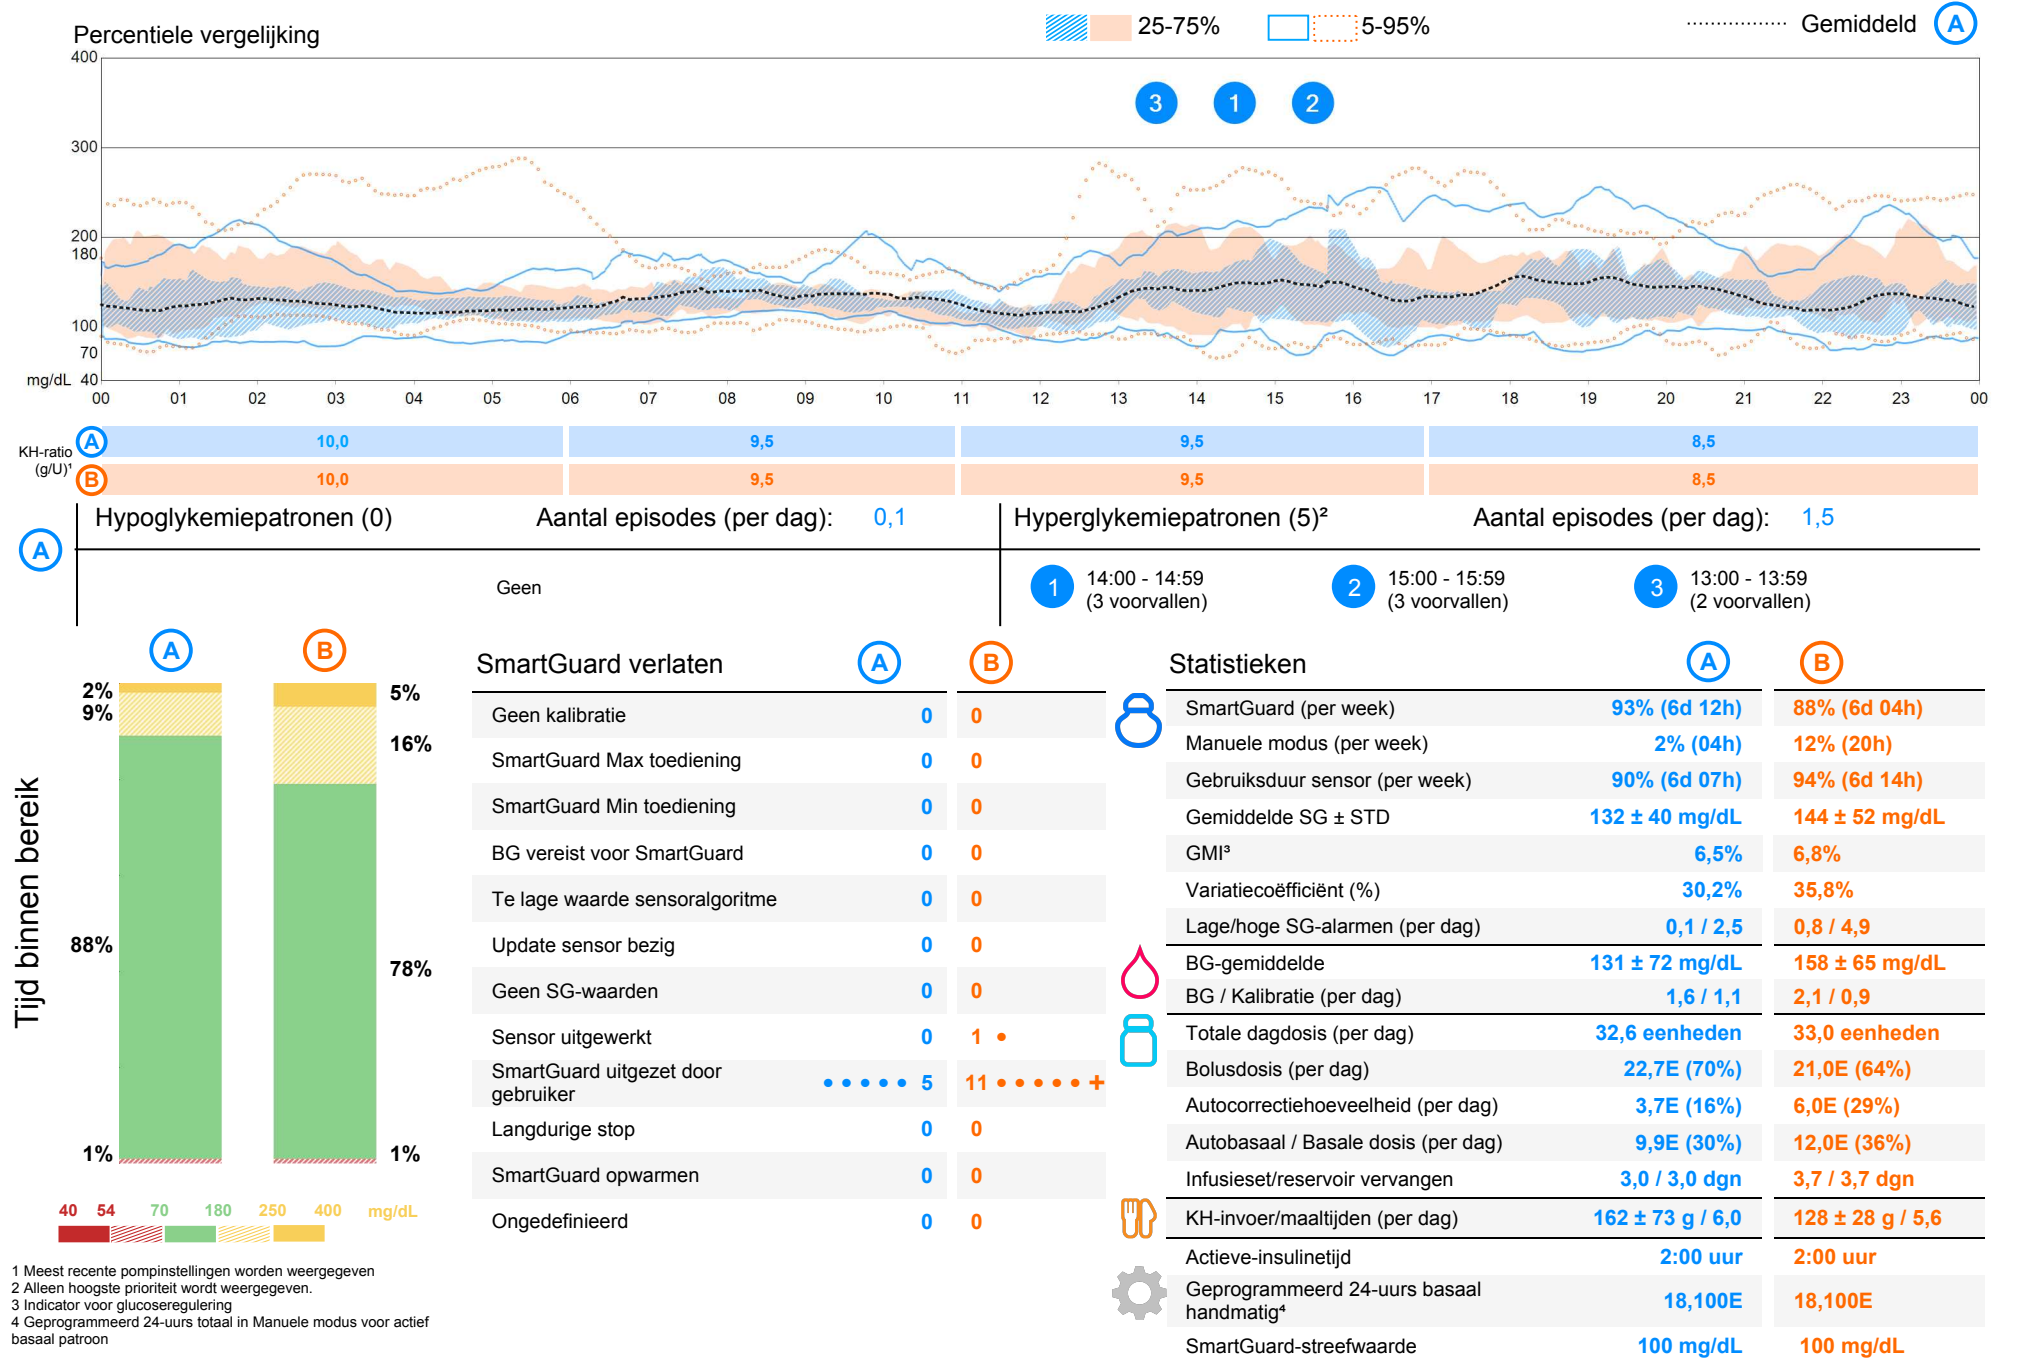 Percentiele vergelijking
25-75%
5-95%
Gemiddeld A
400
300
200
180
100
70
mg/dL 40
3 1 2
00 01 02 03 04 05 06 07 08 09 10 11 12 13 14 15 16 17 18 19 20 21 22 23 00
KH-ratio (g/U)¹
A 10,0 9,5 9,5 8,5
B 10,0 9,5 9,5 8,5
A
Hypoglykemiepatronen (0) Aantal episodes (per dag): 0,1
Geen
Hyperglykemiepatronen (5)² Aantal episodes (per dag): 1,5
1 14:00 - 14:59 (3 voorvallen)
2 15:00 - 15:59 (3 voorvallen)
3 13:00 - 13:59 (2 voorvallen)
Tijd binnen bereik
A B
2% 5%
9% 16%
88% 78%
1% 1%
40 54 70 180 250 400 mg/dL
SmartGuard verlaten A B
Geen kalibratie 0 0
SmartGuard Max toediening 0 0
SmartGuard Min toediening 0 0
BG vereist voor SmartGuard 0 0
Te lage waarde sensoralgoritme 0 0
Update sensor bezig 0 0
Geen SG-waarden 0 0
Sensor uitgewerkt 0 1
SmartGuard uitgezet door
gebruiker 5 11 +
Langdurige stop 0 0
SmartGuard opwarmen 0 0
Ongedefinieerd 0 0
Statistieken A B
SmartGuard (per week) 93% (6d 12h) 88% (6d 04h)
Manuele modus (per week) 2% (04h) 12% (20h)
Gebruiksduur sensor (per week) 90% (6d 07h) 94% (6d 14h)
Gemiddelde SG ± STD 132 ± 40 mg/dL 144 ± 52 mg/dL
GMI³ 6,5% 6,8%
Variatiecoëfficiënt (%) 30,2% 35,8%
Lage/hoge SG-alarmen (per dag) 0,1 / 2,5 0,8 / 4,9
BG-gemiddelde 131 ± 72 mg/dL 158 ± 65 mg/dL
BG / Kalibratie (per dag) 1,6 / 1,1 2,1 / 0,9
Totale dagdosis (per dag) 32,6 eenheden 33,0 eenheden
Bolusdosis (per dag) 22,7E (70%) 21,0E (64%)
Autocorrectiehoeveelheid (per dag) 3,7E (16%) 6,0E (29%)
Autobasaal / Basale dosis (per dag) 9,9E (30%) 12,0E (36%)
Infusieset/reservoir vervangen 3,0 / 3,0 dgn 3,7 / 3,7 dgn
KH-invoer/maaltijden (per dag) 162 ± 73 g / 6,0 128 ± 28 g / 5,6
Actieve-insulinetijd 2:00 uur 2:00 uur
Geprogrammeerd 24-uurs basaal
handmatig⁴ 18,100E 18,100E
SmartGuard-streefwaarde 100 mg/dL 100 mg/dL
1 Meest recente pompinstellingen worden weergegeven
2 Alleen hoogste prioriteit wordt weergegeven.
3 Indicator voor glucoseregulering
4 Geprogrammeerd 24-uurs totaal in Manuele modus voor actief
basaal patroon